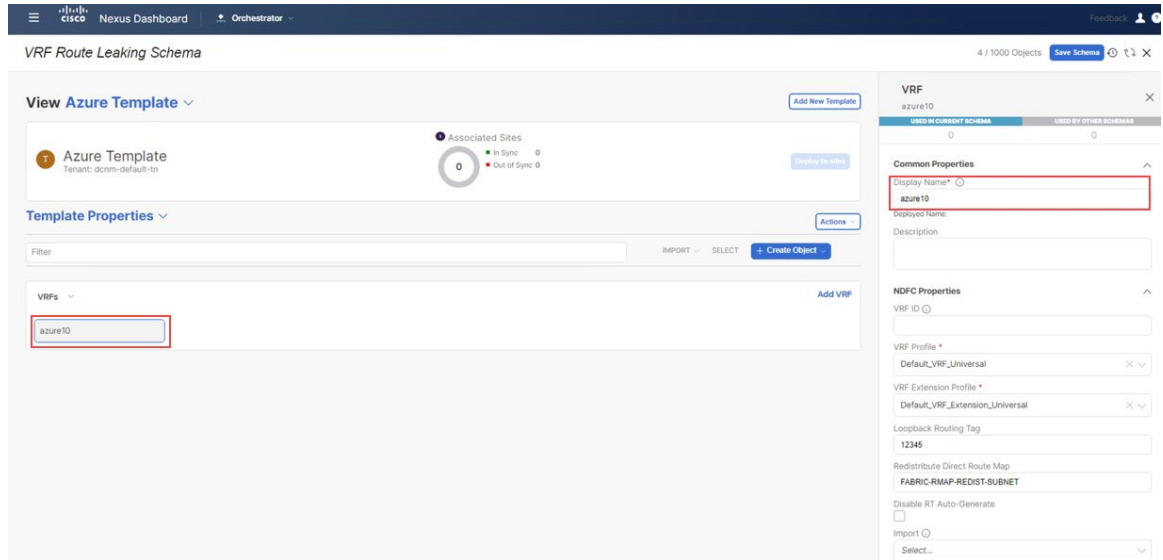 cisco Nexus Dashboard Orchestrator Feedback
VRF Route Leaking Schema 4 / 1000 Objects Save Schema
View Azure Template Add New Template
T Azure Template
Tenant: dcnm-default-tn
Associated Sites
0
In Sync 0
Out of Sync 0
Deploy to sites
Template Properties Actions
Filter IMPORT SELECT + Create Object
VRFs Add VRF
azure10
VRF
azure10
USED IN CURRENT SCHEMA USED BY OTHER SCHEMAS
0 0
Common Properties
Display Name*
azure10
Deployed Name:
Description
NDFC Properties
VRF ID
VRF Profile *
Default_VRF_Universal
VRF Extension Profile *
Default_VRF_Extension_Universal
Loopback Routing Tag
12345
Redistribute Direct Route Map
FABRIC-RMAP-REDIST-SUBNET
Disable RT Auto-Generate
Import
Select...